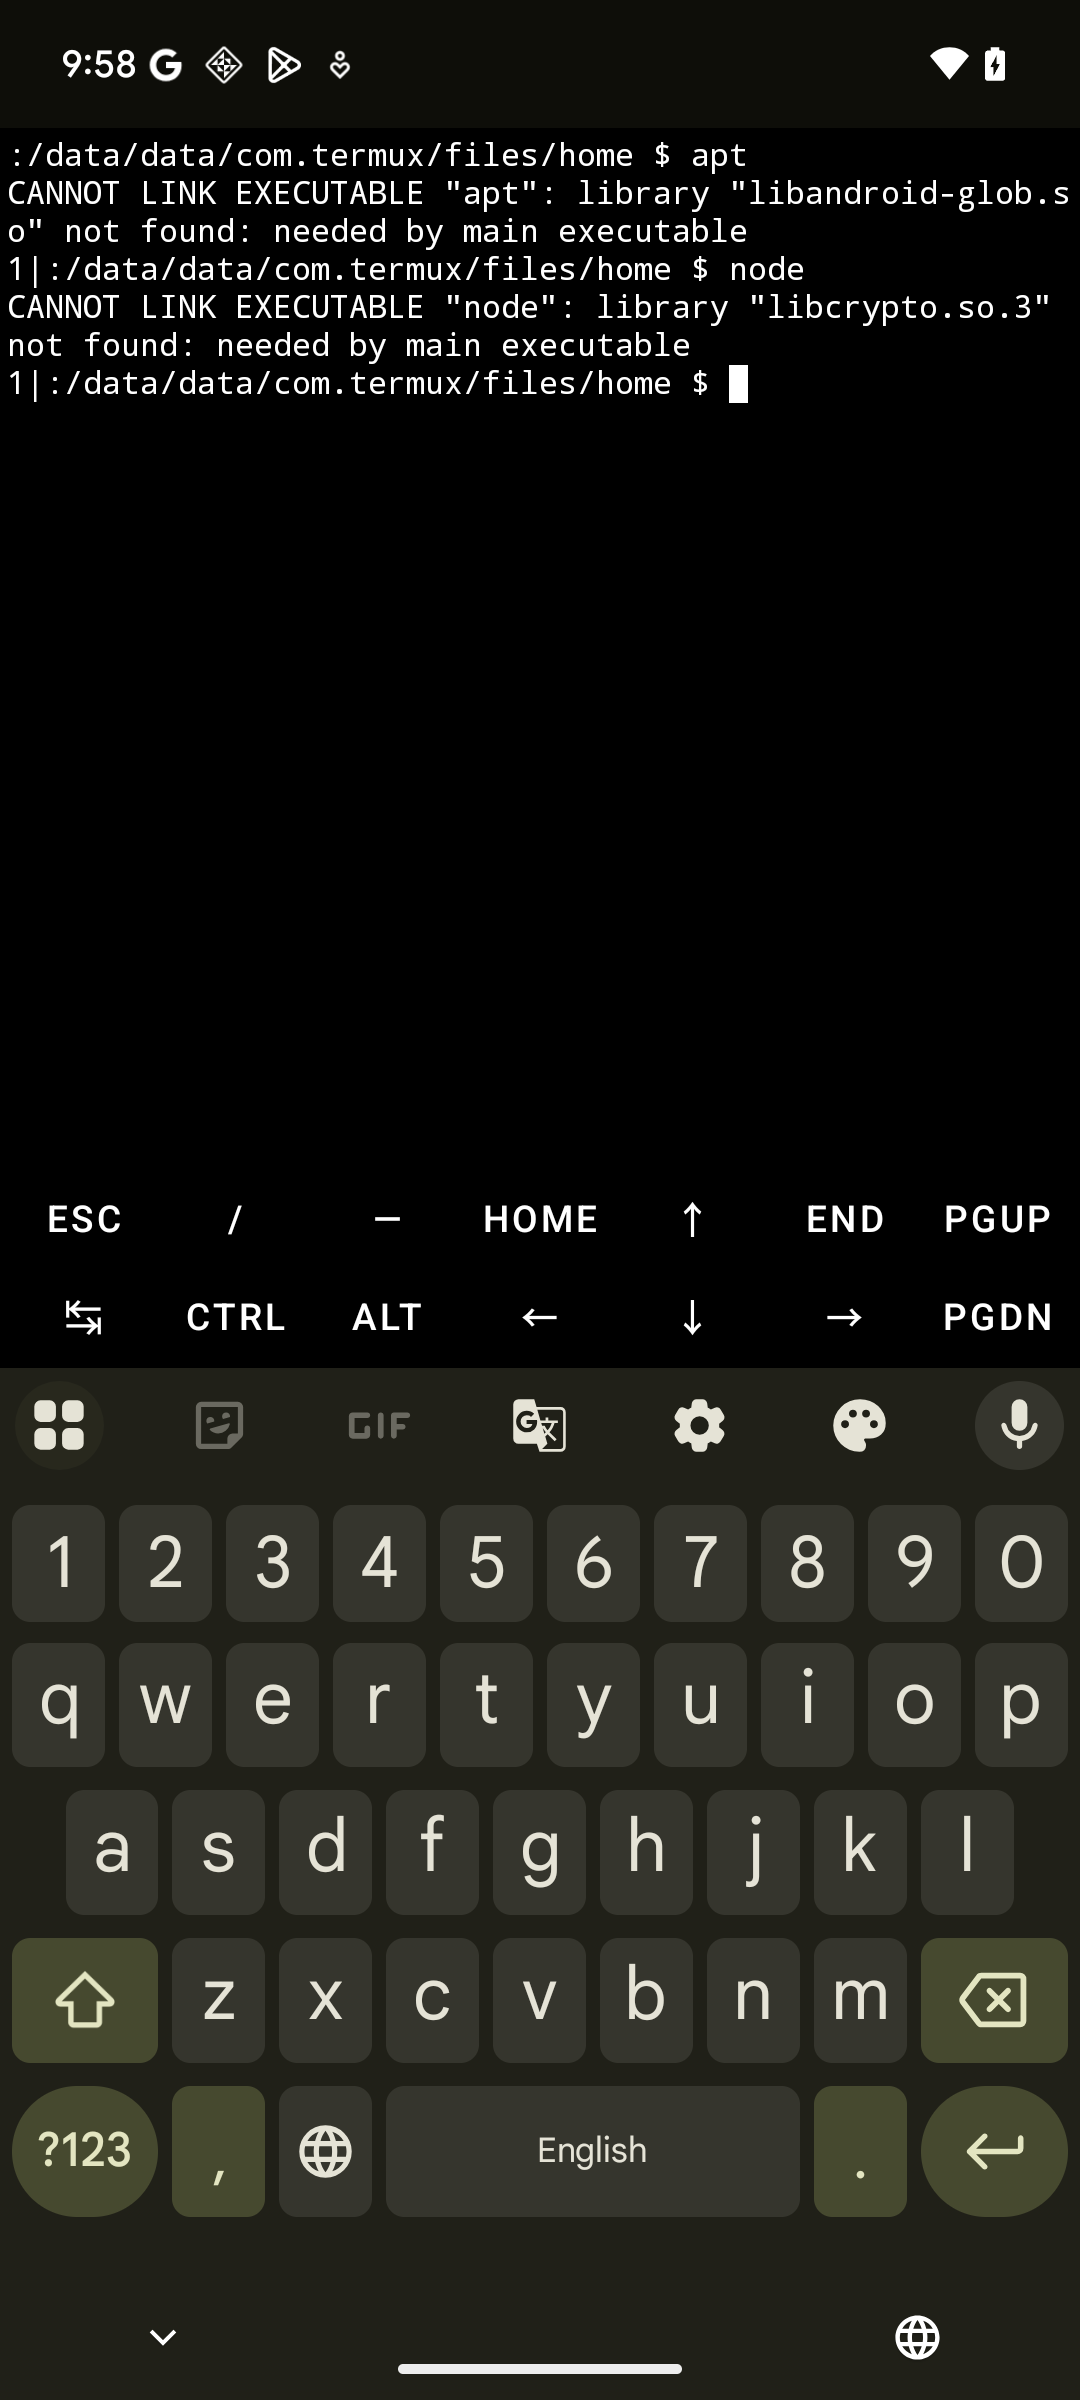 9:58
:/data/data/com.termux/files/home $ apt
CANNOT LINK EXECUTABLE "apt": library "libandroid-glob.s
o" not found: needed by main executable
1|:/data/data/com.termux/files/home $ node
CANNOT LINK EXECUTABLE "node": library "libcrypto.so.3"
not found: needed by main executable
1|:/data/data/com.termux/files/home $
ESC / — HOME ↑ END PGUP
↹ CTRL ALT ← ↓ → PGDN
GIF
1 2 3 4 5 6 7 8 9 0
q w e r t y u i o p
a s d f g h j k l
z x c v b n m
?123 , English .